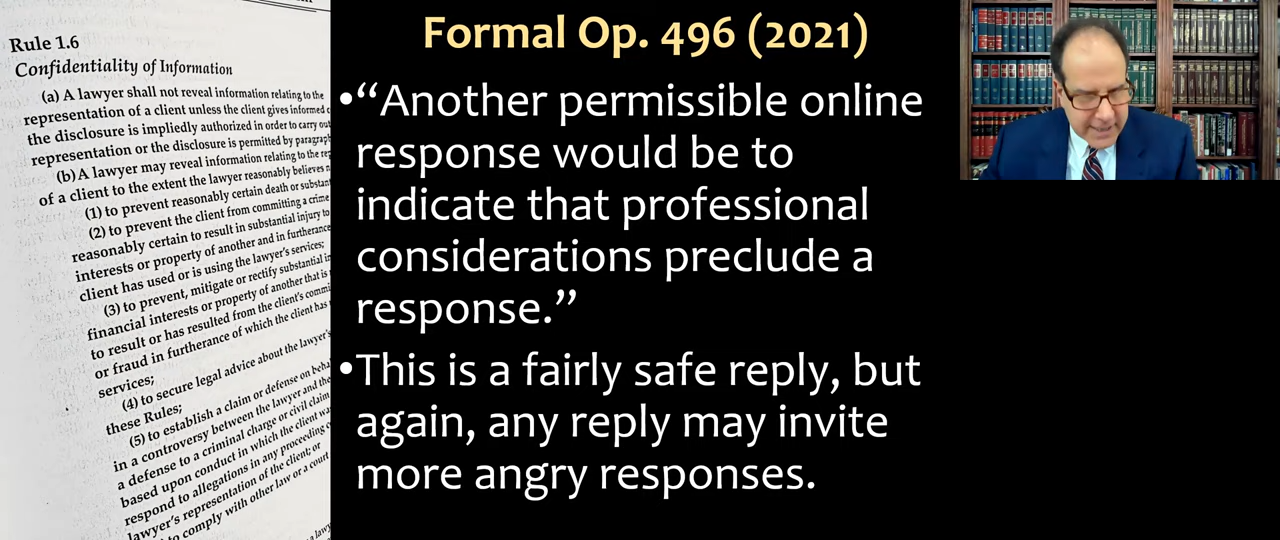 Rule 1.6
Confidentiality of Information
(a) A lawyer shall not reveal information relating to the
representation of a client unless the client gives informed
the disclosure is impliedly authorized in order to carry out
representation or the disclosure is permitted by paragraph
(b) A lawyer may reveal information relating to the
of a client to the extent the lawyer reasonably believes
(1) to prevent reasonably certain death or
(2) to prevent the client from committing a crime
reasonably certain to result in substantial injury to
interests or property of another and in furtherance
client has used or is using the lawyer's services;
(3) to prevent, mitigate or rectify substantial
financial interests or property of another that is
to result or has resulted from the client's
or fraud in furtherance of which the client has
services;
(4) to secure legal advice about the lawyer's
these Rules;
(5) to establish a claim or defense on
in a controversy between the lawyer and the
a defense to a criminal charge or civil claim
based upon conduct in which the client
respond to allegations in any proceeding
lawyer's representation of the client; or
to comply with other law or a court
Formal Op. 496 (2021)
•“Another permissible online
response would be to
indicate that professional
considerations preclude a
response.”
•This is a fairly safe reply, but
again, any reply may invite
more angry responses.